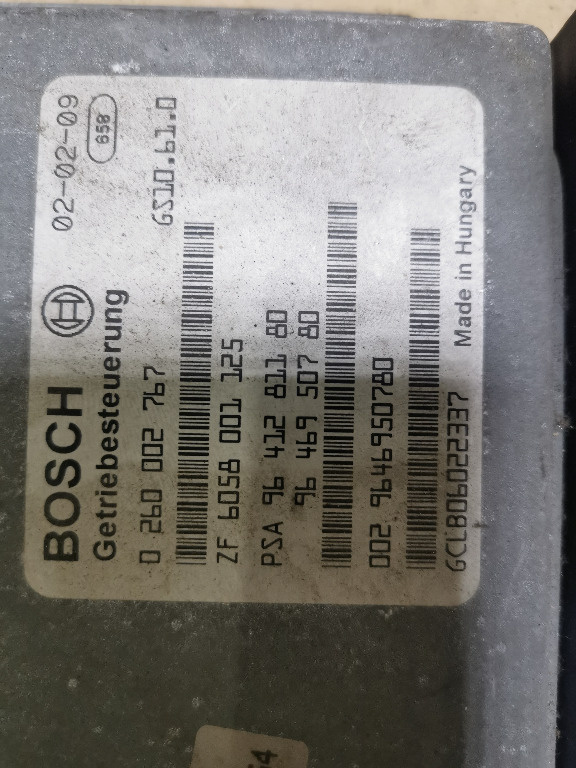 BOSCH
02-02-09
Getriebesteuerung
658
0 260 002 767
GS10.61.0
ZF 6058 001 125
PSA 96 412 811 80
96 469 507 80
002 9646950780
Made in Hungary
6CLB06022337